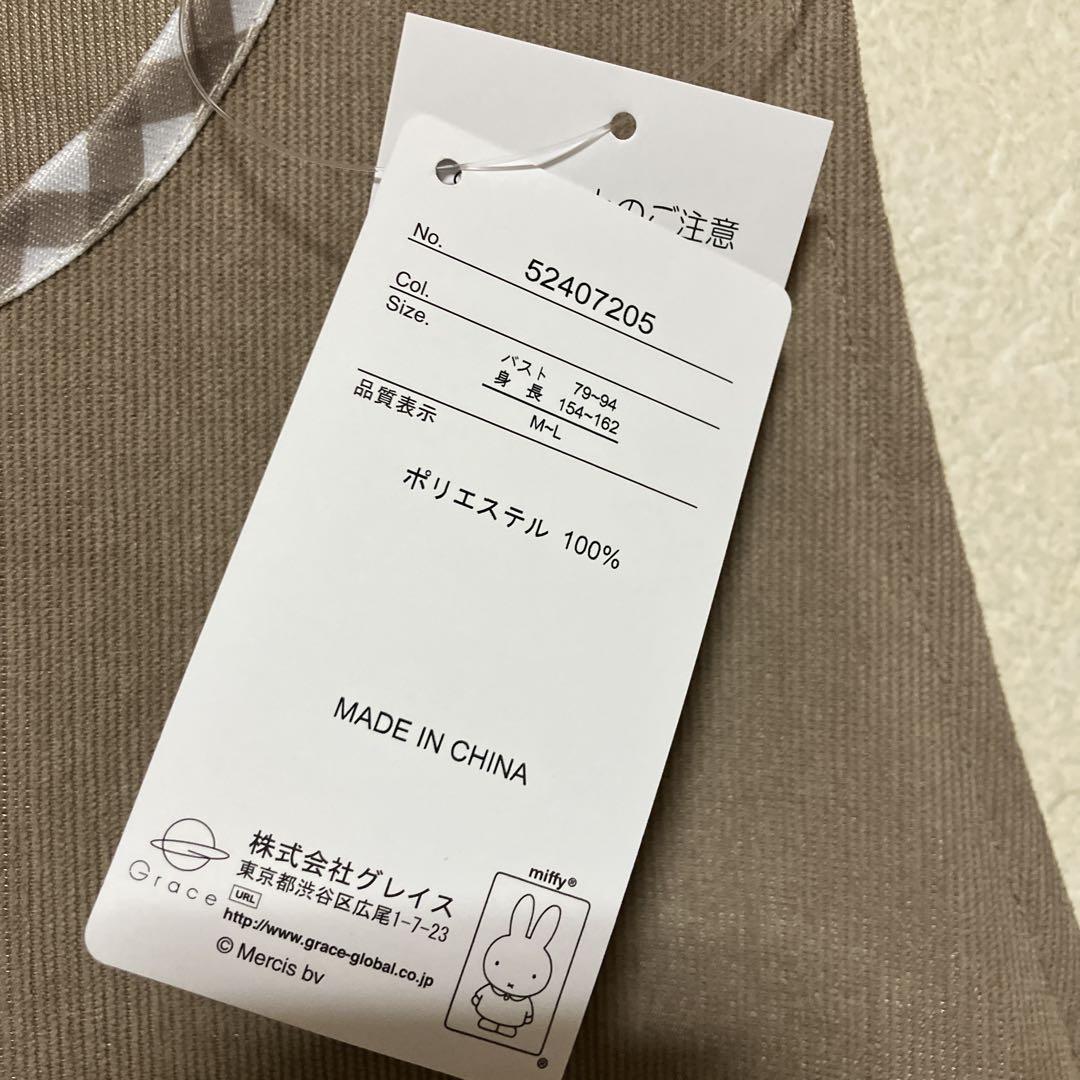 のご注意
No. 52407205
Col.
Size.
バスト 79~94
身長 154~162
M~L
品質表示
ポリエステル 100%
MADE IN CHINA
Grace
株式会社グレイス
東京都渋谷区広尾1-7-23
URL
http://www.grace-global.co.jp
© Mercis bv
miffy®
®